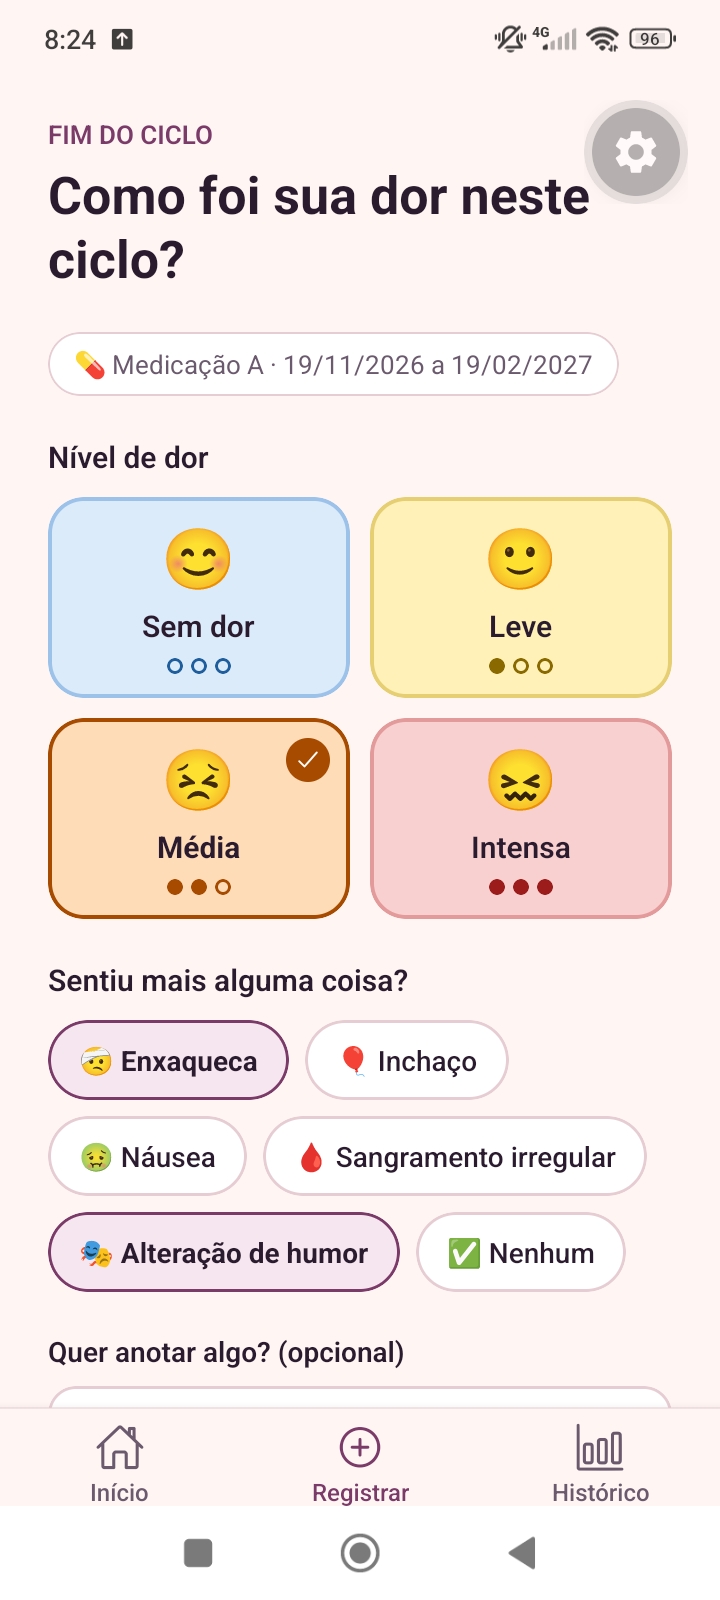 8:24
4G
96
FIM DO CICLO
Como foi sua dor neste
ciclo?
💊 Medicação A · 19/11/2026 a 19/02/2027
Nível de dor
Sem dor
Leve
Média
Intensa
Sentiu mais alguma coisa?
Enxaqueca
Inchaço
Náusea
Sangramento irregular
Alteração de humor
Nenhum
Quer anotar algo? (opcional)
Início
Registrar
Histórico